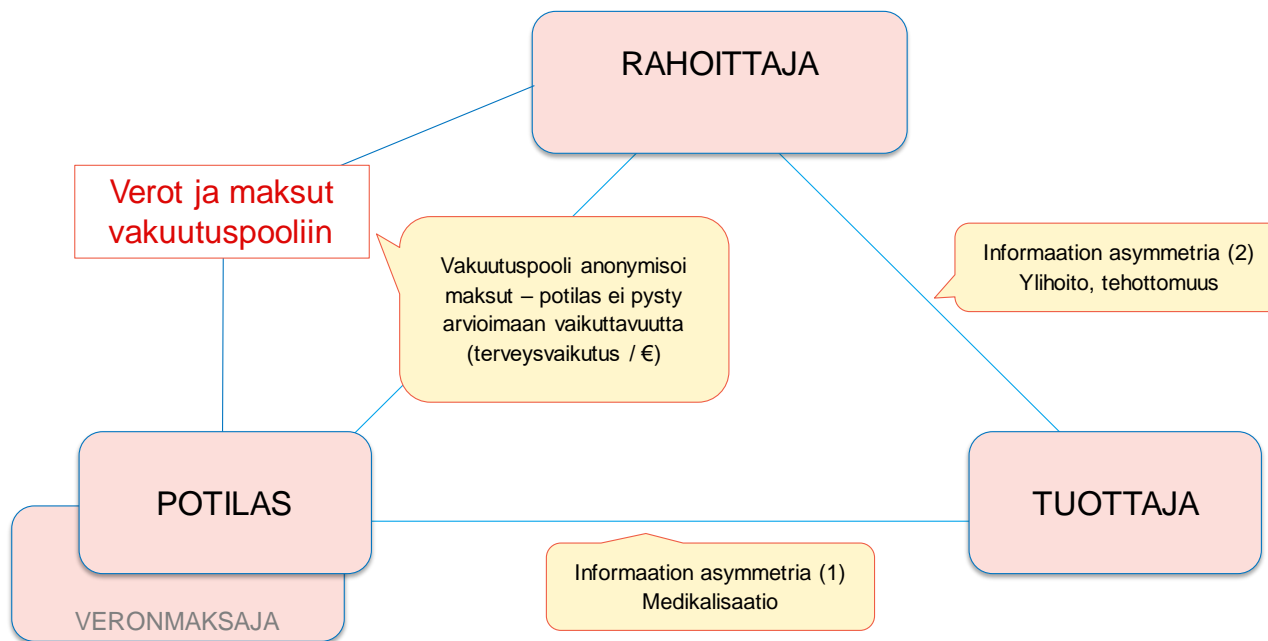 RAHOITTAJA
Verot ja maksut
vakuutuspooliin
Vakuutuspooli anonymisoi
maksut – potilas ei pysty
arvioimaan vaikuttavuutta
(terveysvaikutus / €)
Informaation asymmetria (2)
Ylihoito, tehottomuus
POTILAS
TUOTTAJA
Informaation asymmetria (1)
Medikalisaatio
VERONMAKSAJA